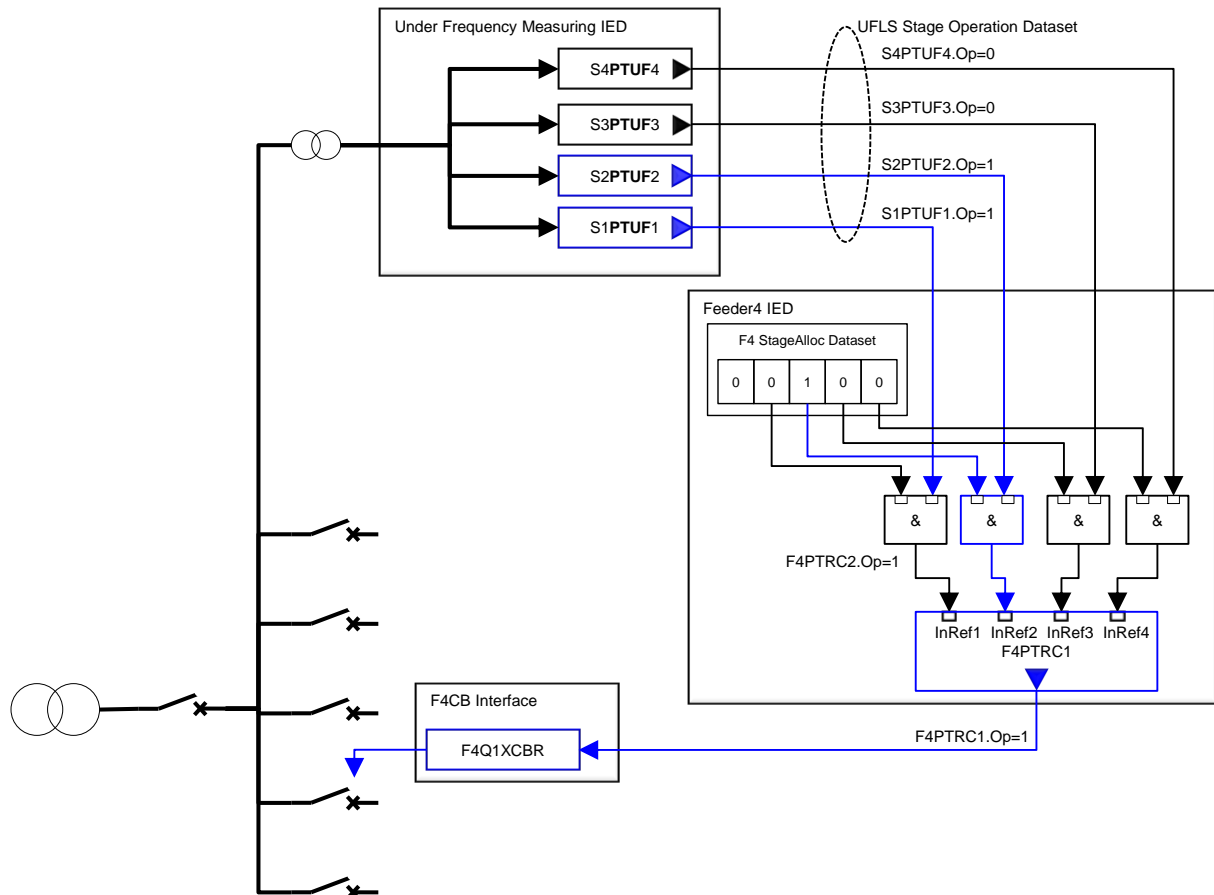 Under Frequency Measuring IED
UFLS Stage Operation Dataset
S4PTUF4
S4PTUF4.Op=0
S3PTUF3
S3PTUF3.Op=0
S2PTUF2
S2PTUF2.Op=1
S1PTUF1
S1PTUF1.Op=1
Feeder4 IED
F4 StageAlloc Dataset
0 0 1 0 0
& & & &
F4PTRC2.Op=1
InRef1 InRef2 InRef3 InRef4
F4PTRC1
F4CB Interface
F4Q1XCBR
F4PTRC1.Op=1